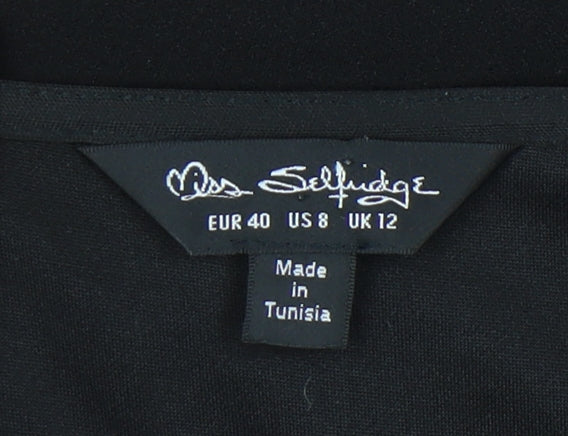 Miss Selfridge
EUR 40 US 8 UK 12
Made
in
Tunisia